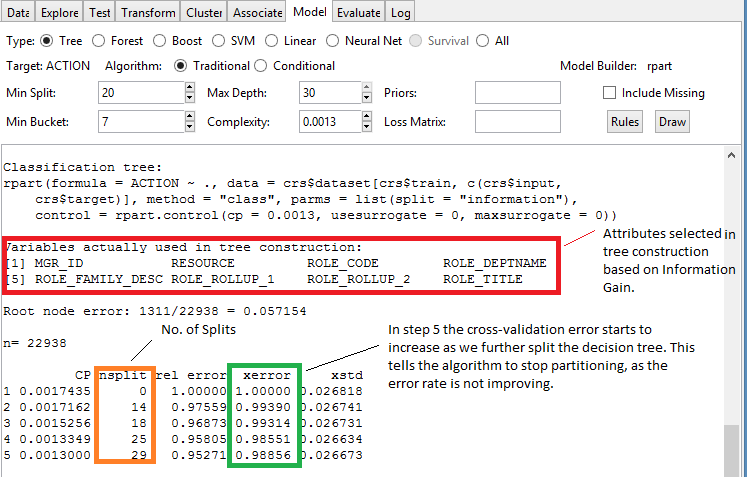 Data Explore Test Transform Cluster Associate Model Evaluate Log
Type: Tree Forest Boost SVM Linear Neural Net Survival All
Target: ACTION Algorithm: Traditional Conditional Model Builder: rpart
Min Split: 20 Max Depth: 30 Priors: Include Missing
Min Bucket: 7 Complexity: 0.0013 Loss Matrix: Rules Draw
Classification tree:
rpart(formula = ACTION ~ ., data = crs$dataset[crs$train, c(crs$input,
crs$target)], method = "class", parms = list(split = "information"),
control = rpart.control(cp = 0.0013, usesurrogate = 0, maxsurrogate = 0))
Variables actually used in tree construction:
[1] MGR_ID RESOURCE ROLE_CODE ROLE_DEPTNAME
[5] ROLE_FAMILY_DESC ROLE_ROLLUP_1 ROLE_ROLLUP_2 ROLE_TITLE
Attributes selected in
tree construction
based on Information
Gain.
Root node error: 1311/22938 = 0.057154
No. of Splits
n= 22938
In step 5 the cross-validation error starts to
increase as we further split the decision tree. This
tells the algorithm to stop partitioning, as the
error rate is not improving.
CP nsplit rel error xerror xstd
1 0.0017435 0 1.00000 1.00000 0.026818
2 0.0017162 14 0.97559 0.99390 0.026741
3 0.0015256 18 0.96873 0.99314 0.026731
4 0.0013349 25 0.95805 0.98551 0.026634
5 0.0013000 29 0.95271 0.98856 0.026673